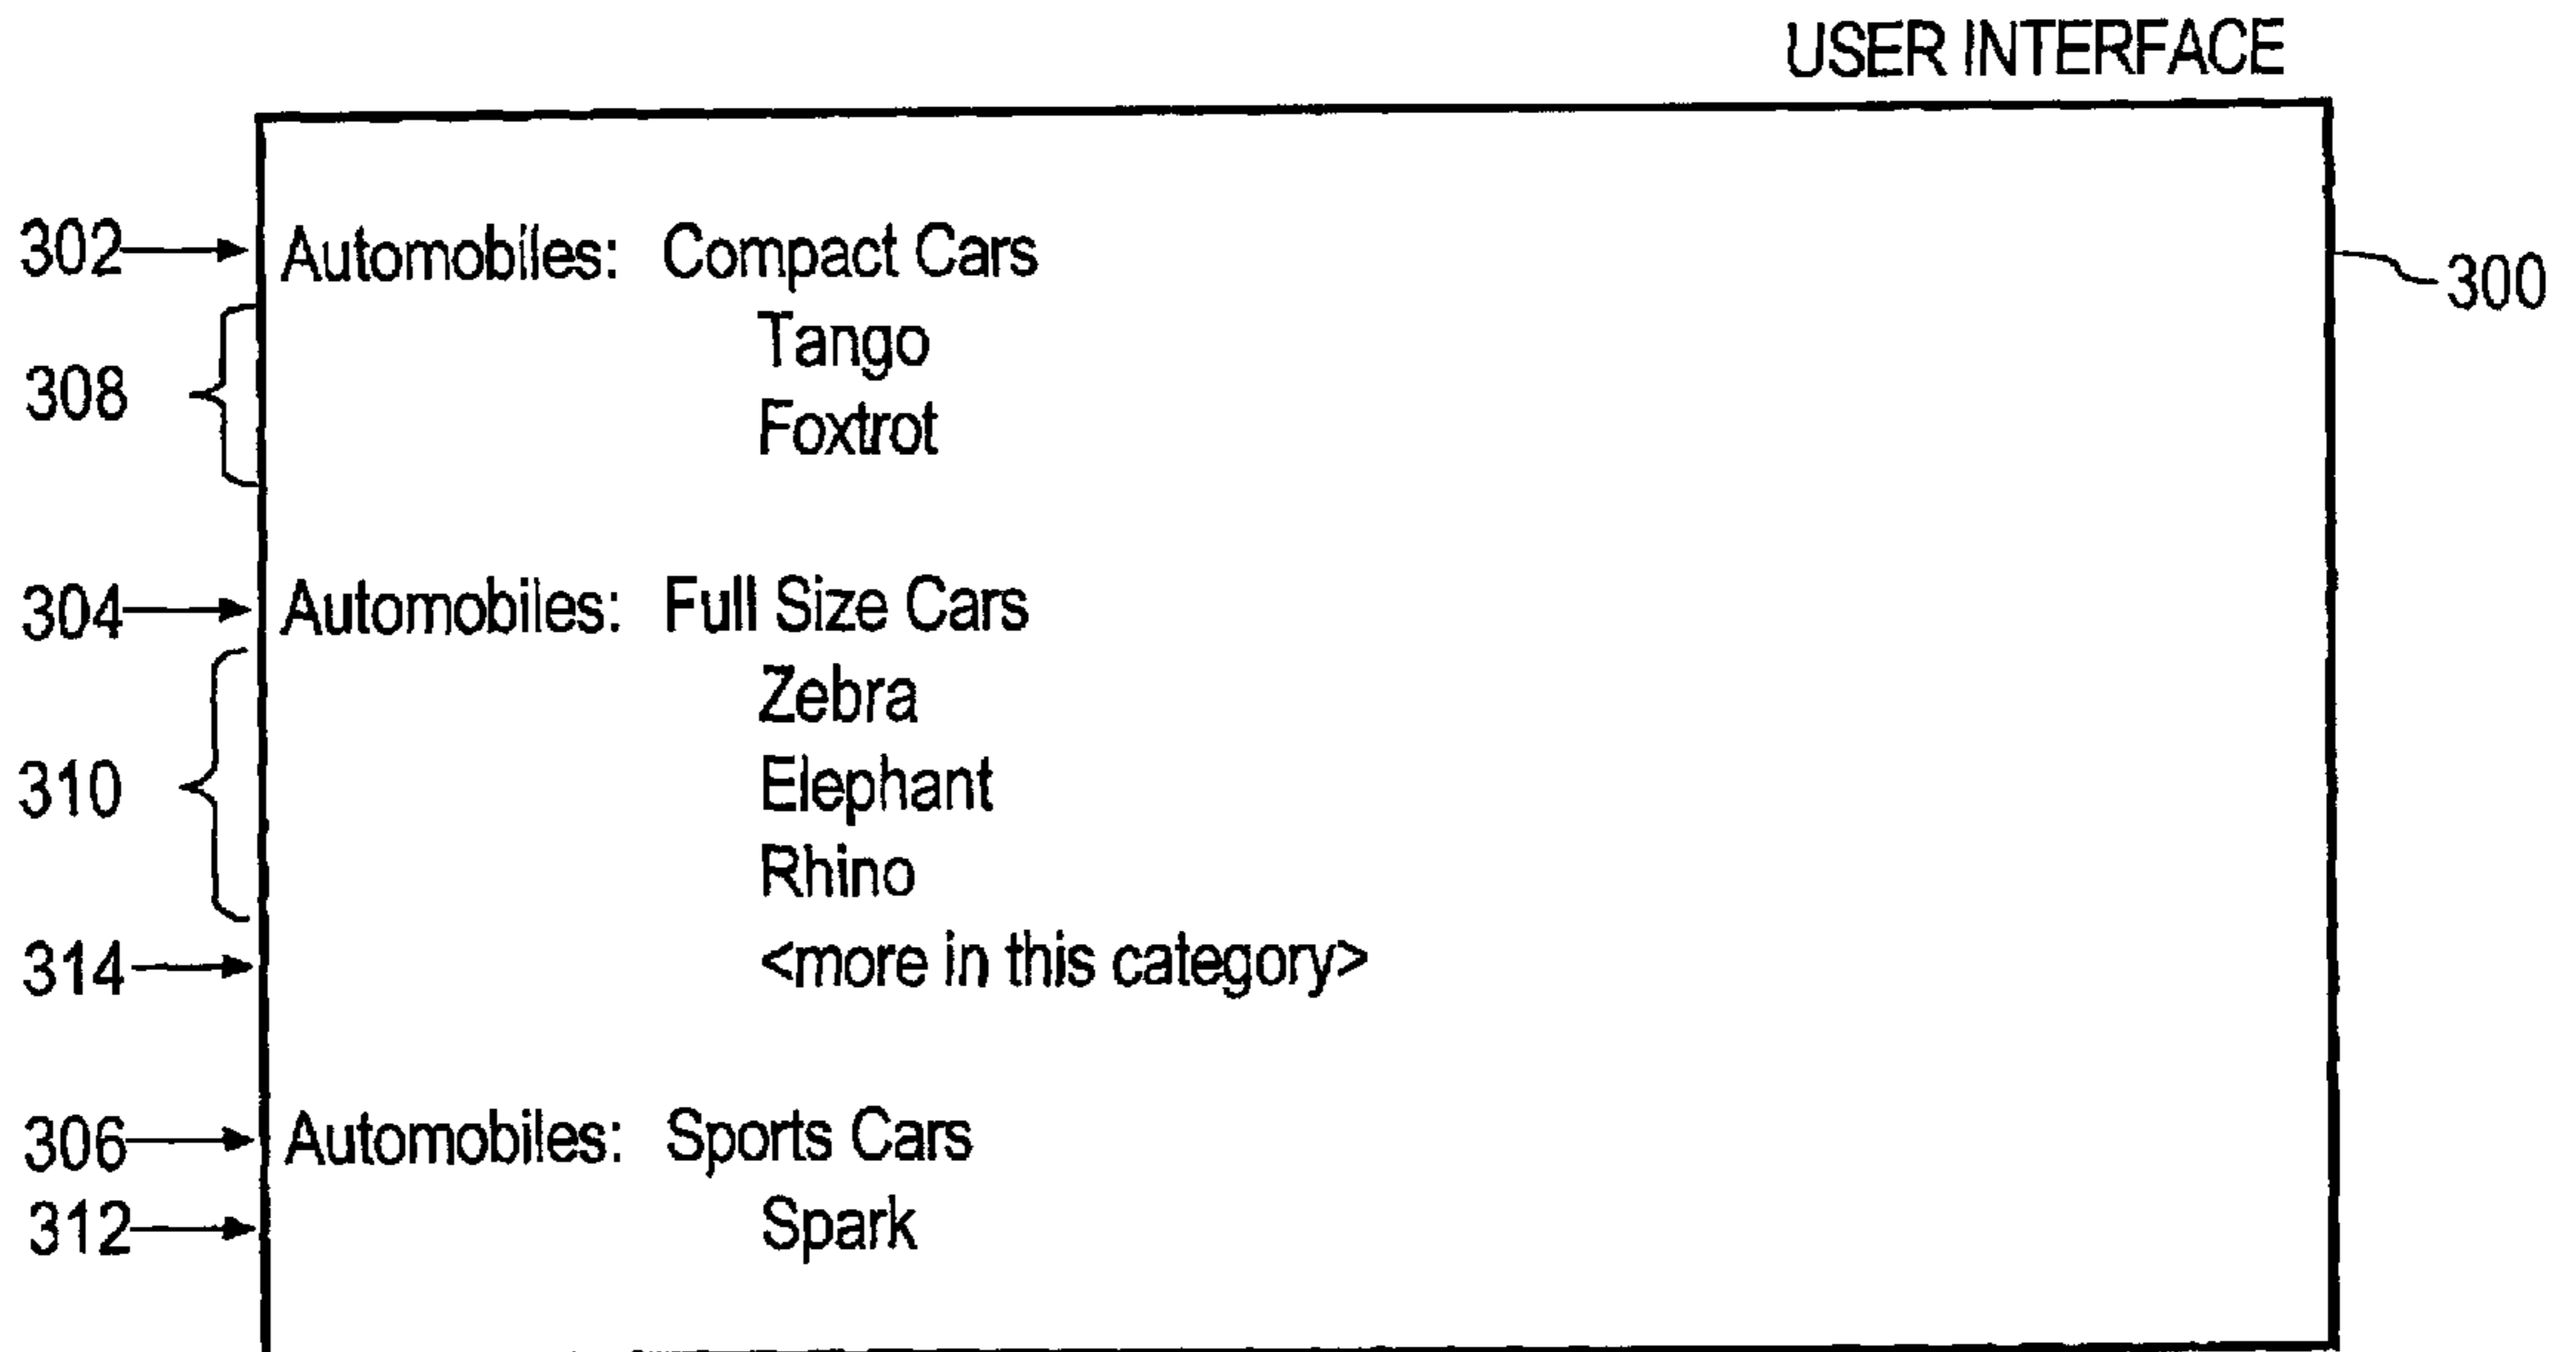 USER INTERFACE
302 Automobiles: Compact Cars
300
Tango
308
Foxtrot
304 Automobiles: Full Size Cars
Zebra
310 Elephant
Rhino
314 <more in this category>
306 Automobiles: Sports Cars
312 Spark